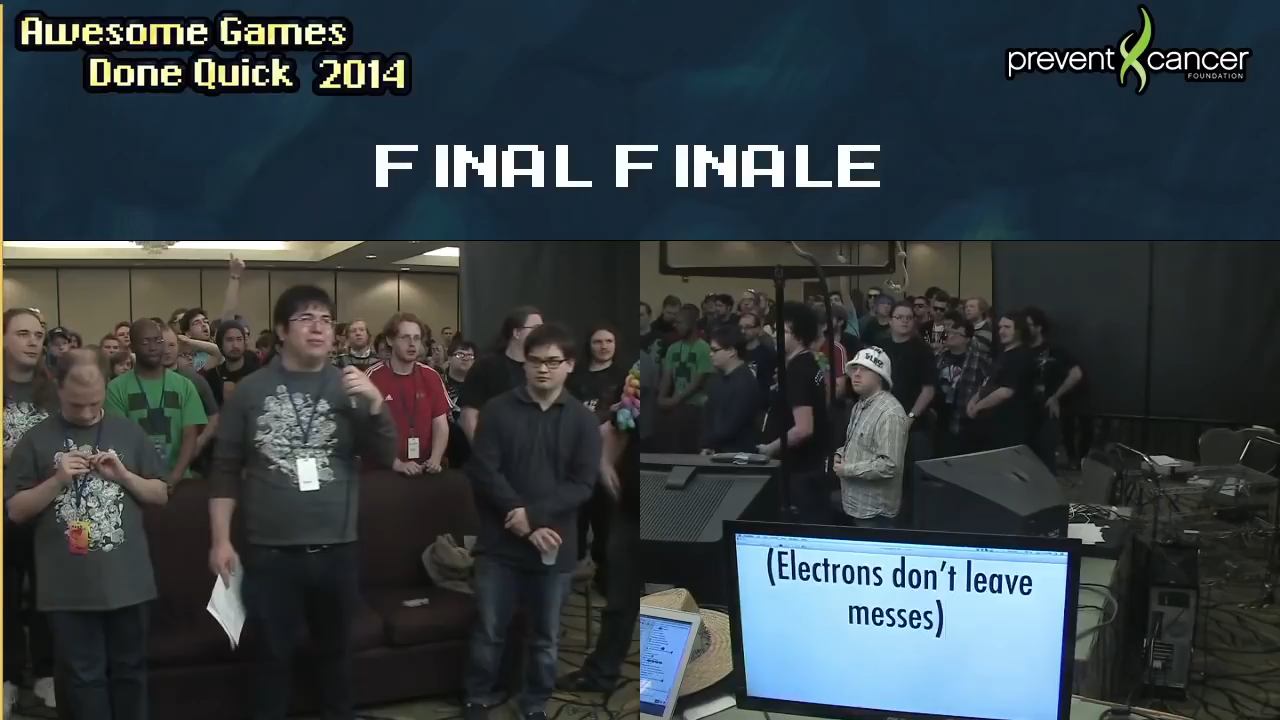 Awesome Games
Done Quick 2014
prevent cancer
FOUNDATION
FINAL FINALE
(Electrons don't leave
messes)